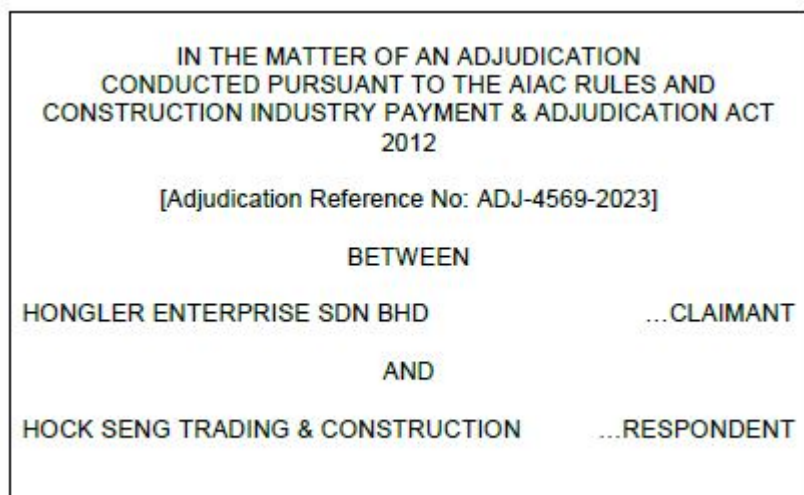 IN THE MATTER OF AN ADJUDICATION
CONDUCTED PURSUANT TO THE AIAC RULES AND
CONSTRUCTION INDUSTRY PAYMENT & ADJUDICATION ACT
2012
[Adjudication Reference No: ADJ-4569-2023]
BETWEEN
HONGLER ENTERPRISE SDN BHD ...CLAIMANT
AND
HOCK SENG TRADING & CONSTRUCTION ...RESPONDENT